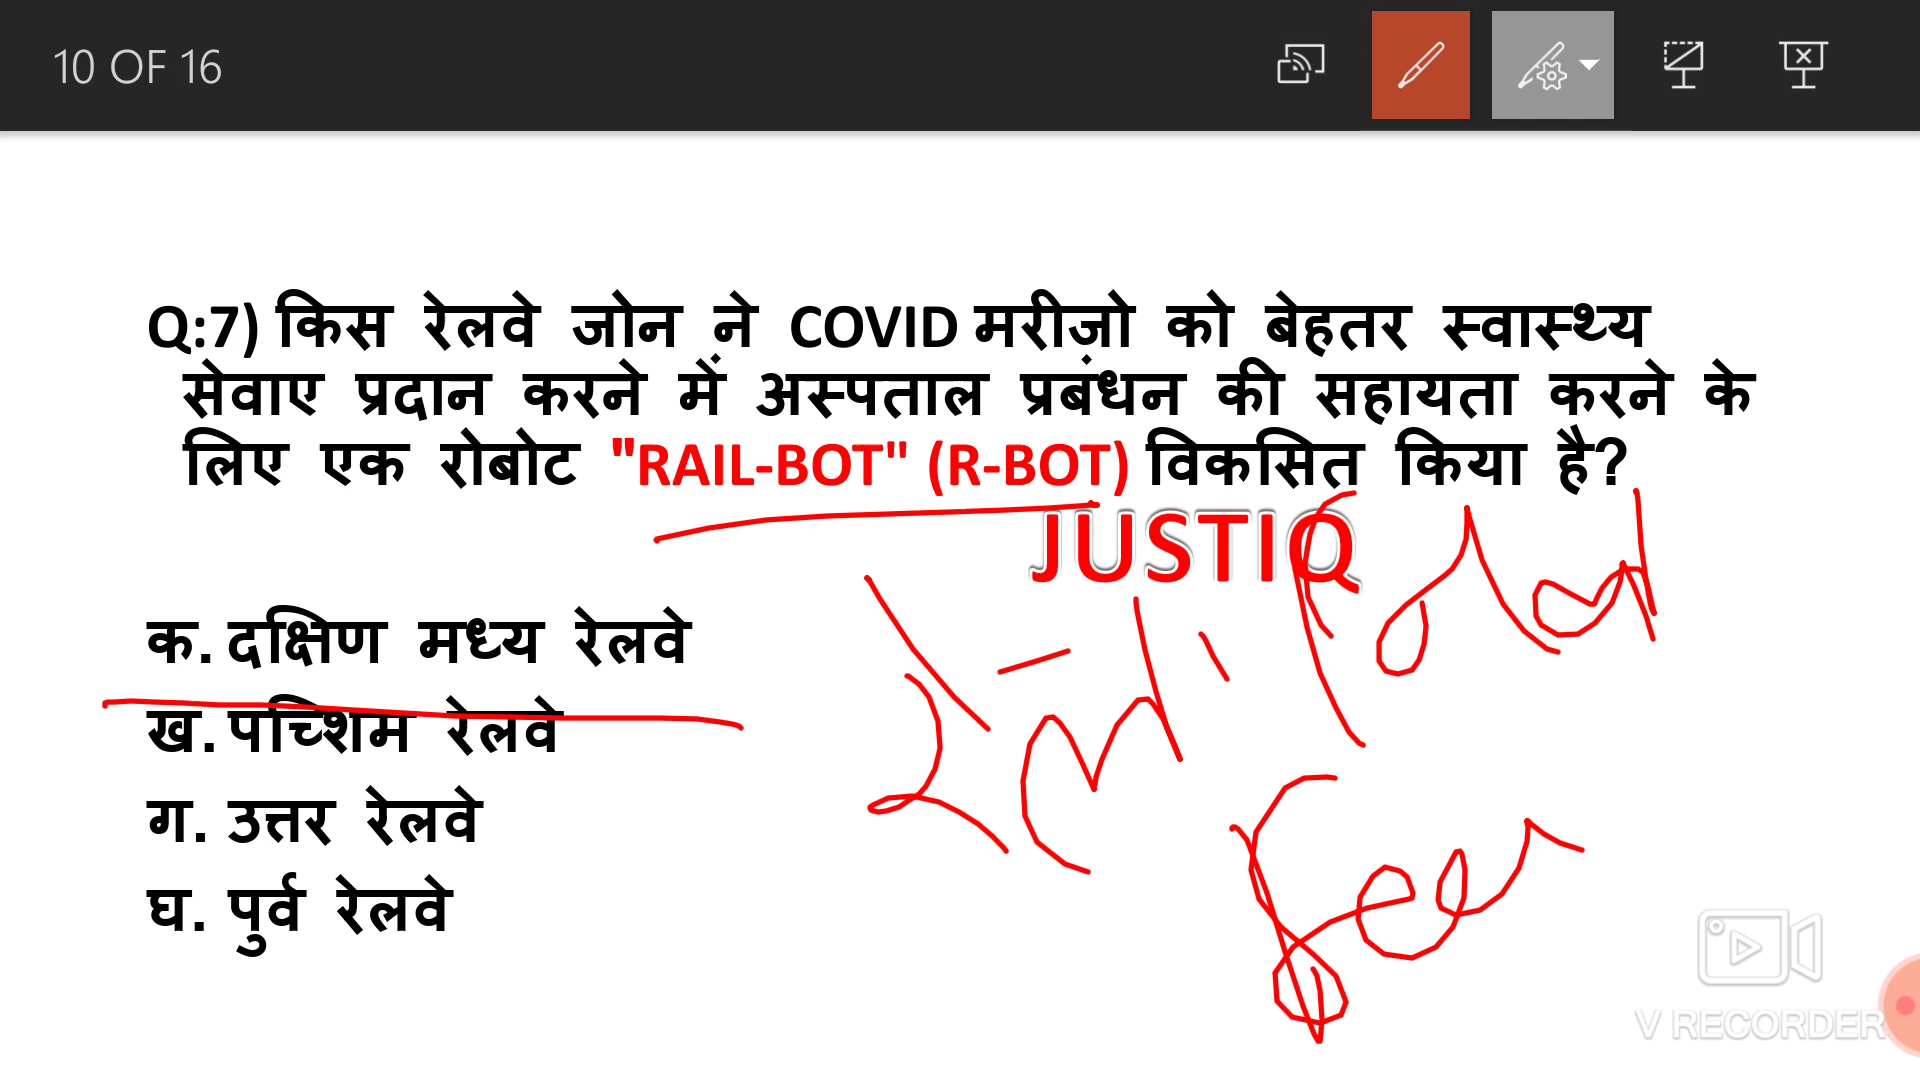 10 OF 16
Q:7) किस रेलवे जोन ने COVID मरीजो को बेहतर स्वास्थ्य
सेवाए प्रदान करने में अस्पताल प्रबंधन की सहायता करने के
लिए एक रोबोट "RAIL-BOT" (R-BOT) विकसित किया है?
JUSTIQ
क. दक्षिण मध्य रेलवे
ख. पच्शिम रेलवे
ग. उत्तर रेलवे
घ. पुर्व रेलवे
V RECORDER